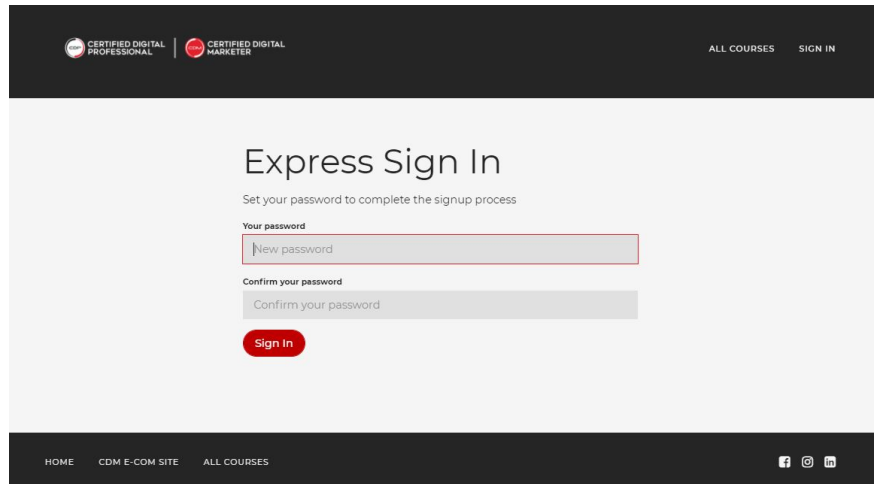 CDP CERTIFIED DIGITAL PROFESSIONAL
CDM CERTIFIED DIGITAL MARKETER
ALL COURSES SIGN IN
Express Sign In
Set your password to complete the signup process
Your password
New password
Confirm your password
Confirm your password
Sign In
HOME CDM E-COM SITE ALL COURSES